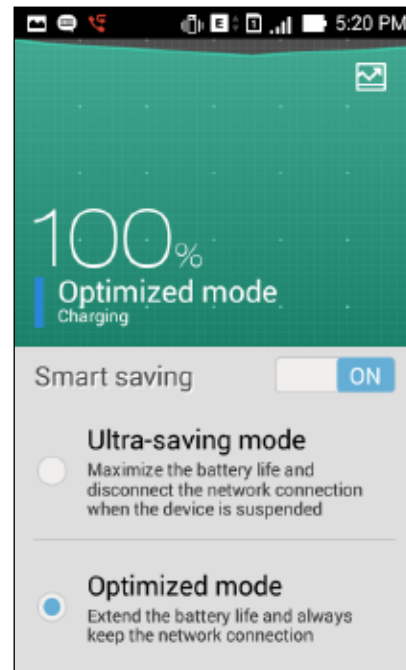 E 1 5:20 PM
100%
Optimized mode
Charging
Smart saving ON
Ultra-saving mode
Maximize the battery life and
disconnect the network connection
when the device is suspended
Optimized mode
Extend the battery life and always
keep the network connection